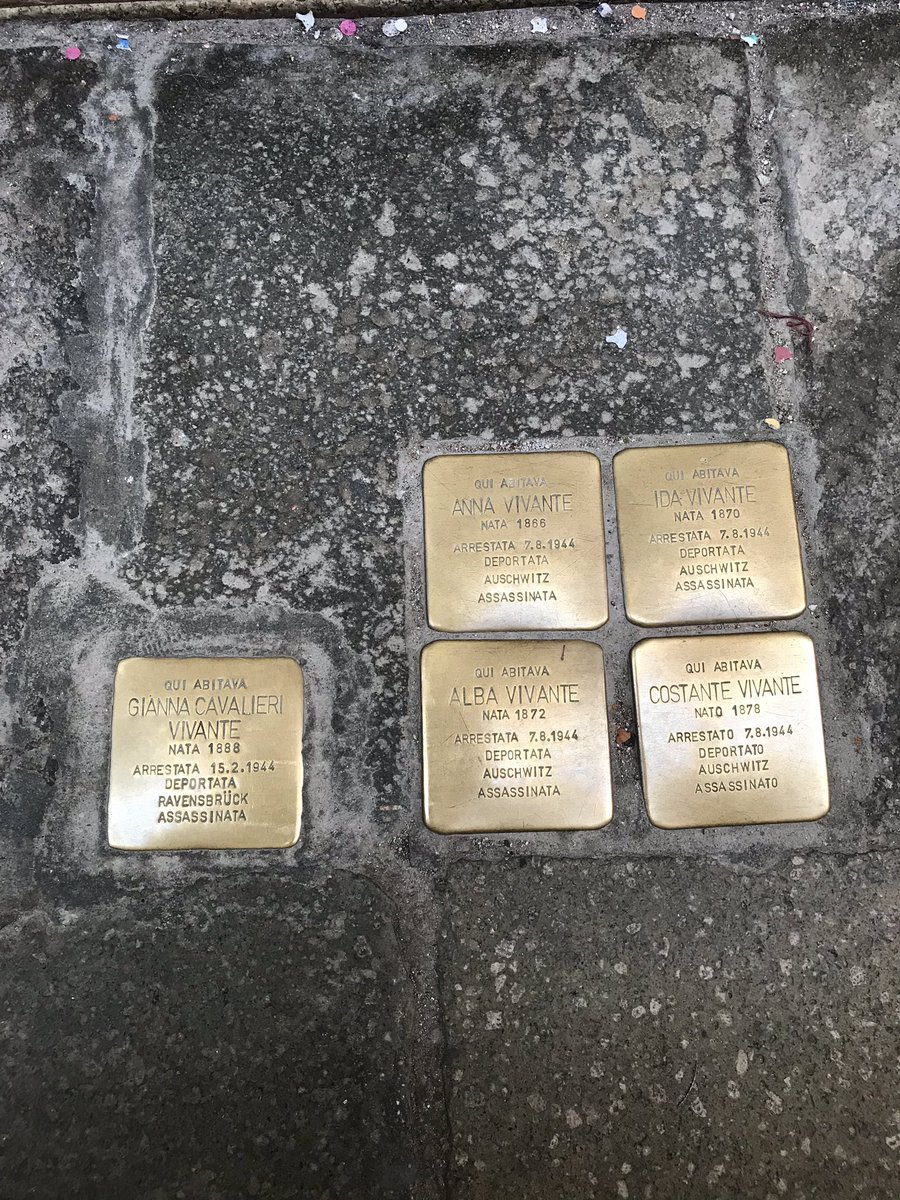 QUI ABITAVA
ANNA VIVANTE
NATA 1866
ARRESTATA 7.8.1944
DEPORTATA
AUSCHWITZ
ASSASSINATA
QUI ABITAVA
IDA VIVANTE
NATA 1870
ARRESTATA 7.8.1944
DEPORTATA
AUSCHWITZ
ASSASSINATA
QUI ABITAVA
GIANNA CAVALIERI
VIVANTE
NATA 1888
ARRESTATA 15.2.1944
DEPORTATA
RAVENSBRÜCK
ASSASSINATA
QUI ABITAVA
ALBA VIVANTE
NATA 1872
ARRESTATA 7.8.1944
DEPORTATA
AUSCHWITZ
ASSASSINATA
QUI ABITAVA
COSTANTE VIVANTE
NATO 1878
ARRESTATO 7.8.1944
DEPORTATO
AUSCHWITZ
ASSASSINATO